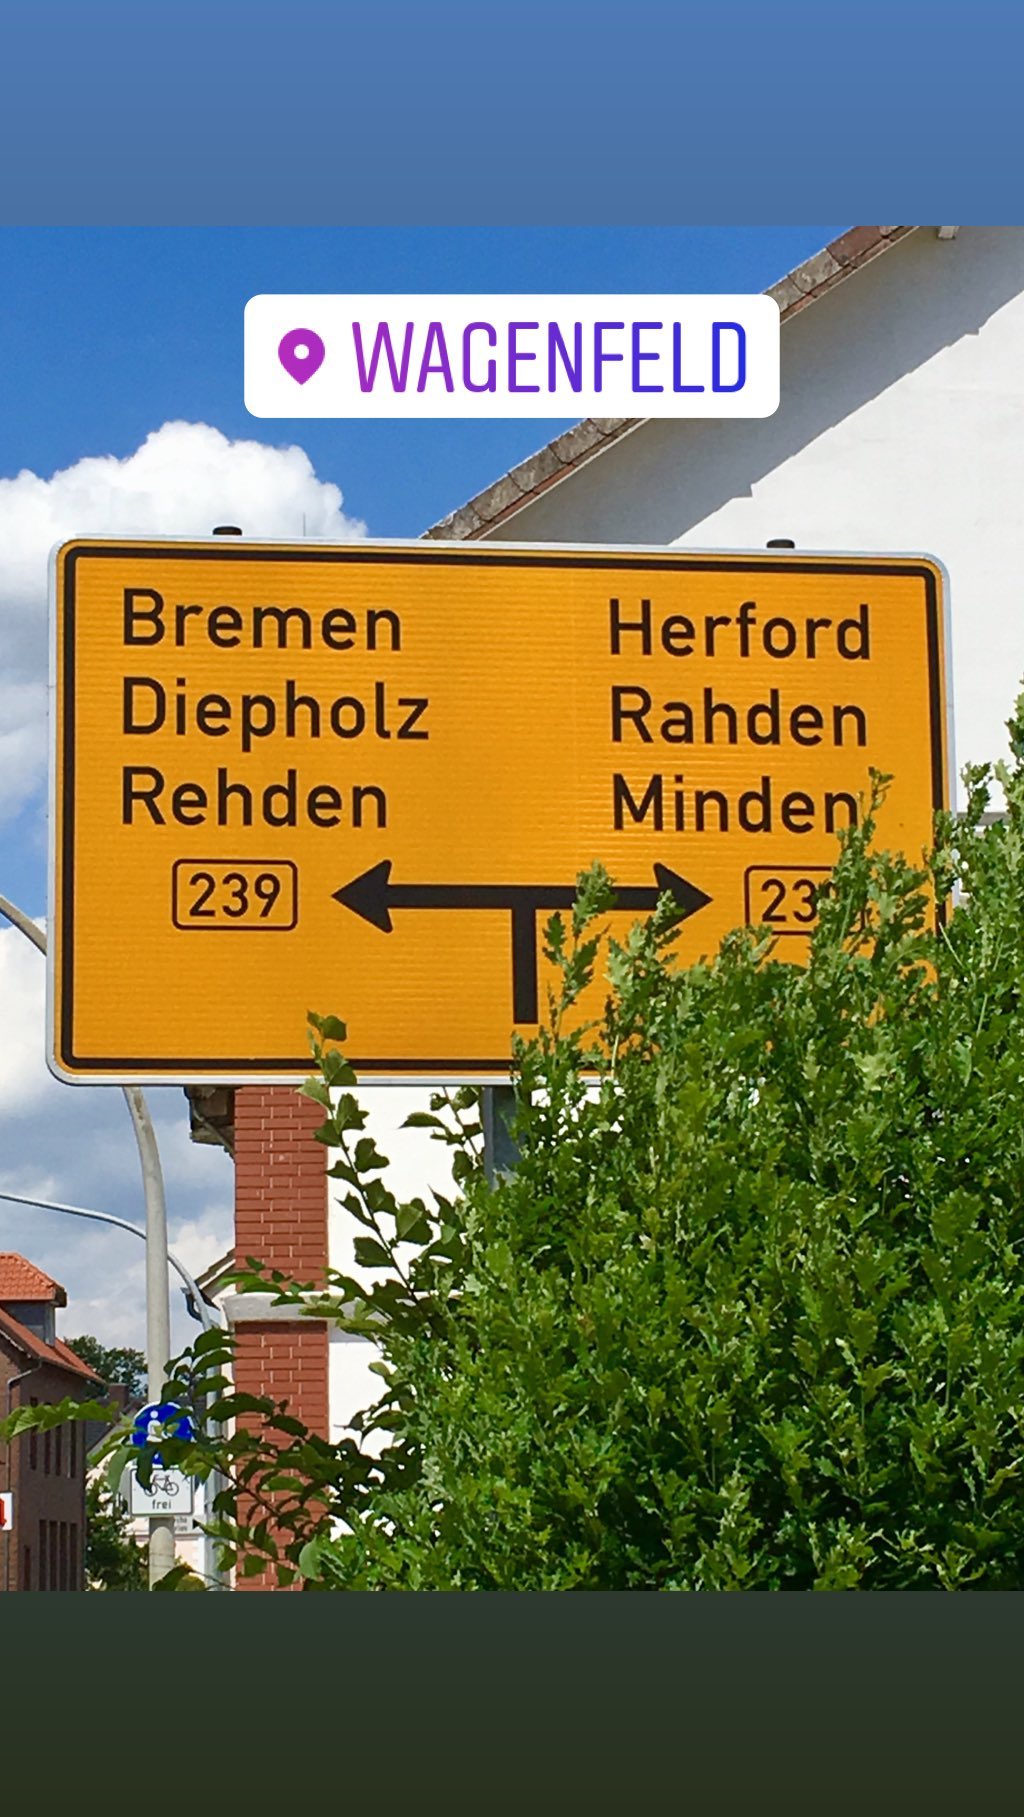 WAGENFELD
Bremen
Diepholz
Rehden
Herford
Rahden
Minden
239
frei